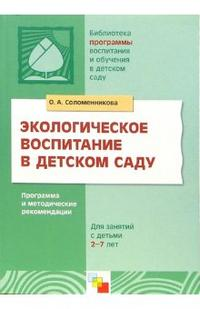 Библиотека
программы
воспитания
и обучения
в детском
саду
О. А. Соломенникова
ЭКОЛОГИЧЕСКОЕ
ВОСПИТАНИЕ
В ДЕТСКОМ САДУ
Программа
и методические
рекомендации
Для занятий
с детьми
2–7 лет